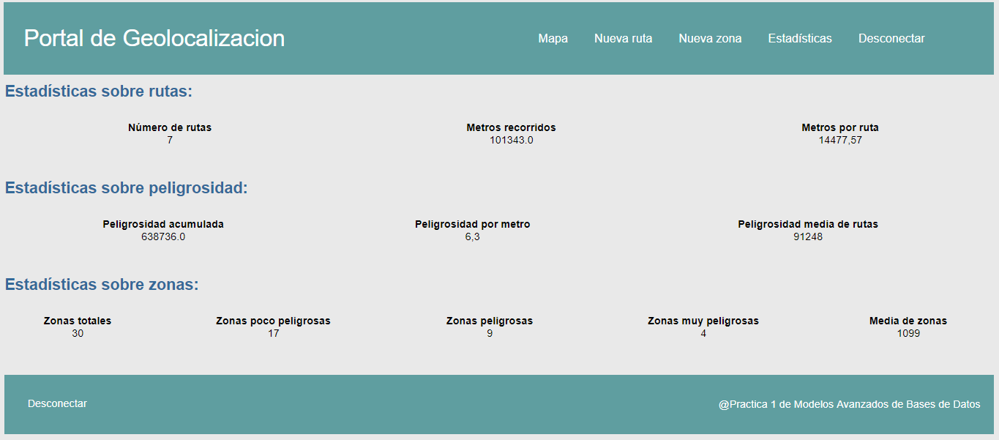 Portal de Geolocalizacion
Mapa Nueva ruta Nueva zona Estadísticas Desconectar
Estadísticas sobre rutas:
Número de rutas Metros recorridos Metros por ruta
7 101343.0 14477,57
Estadísticas sobre peligrosidad:
Peligrosidad acumulada Peligrosidad por metro Peligrosidad media de rutas
638736.0 6,3 91248
Estadísticas sobre zonas:
Zonas totales Zonas poco peligrosas Zonas peligrosas Zonas muy peligrosas Media de zonas
30 17 9 4 1099
Desconectar @Practica 1 de Modelos Avanzados de Bases de Datos